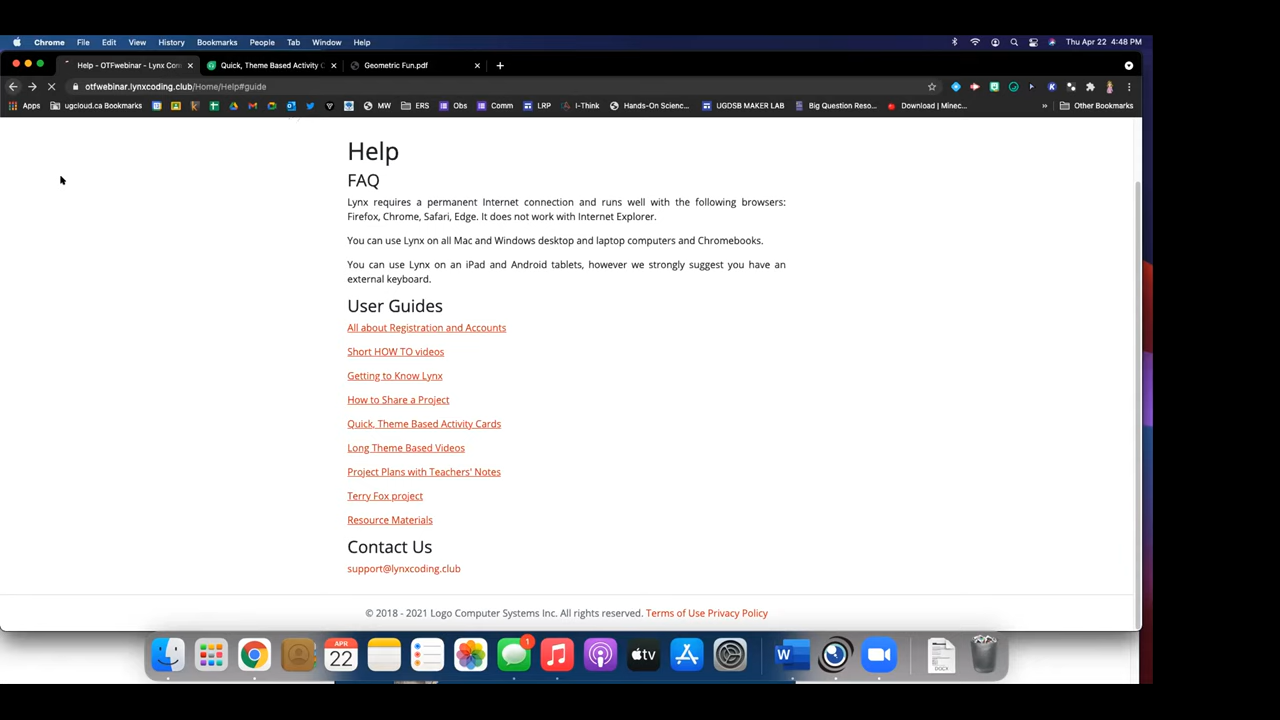 Chrome File Edit View History Bookmarks People Tab Window Help Thu Apr 22 4:48 PM
Help - OTFwebinar - Lynx Com Quick, Theme Based Activity C Geometric Fun.pdf
otfwebinar.lynxcoding.club/Home/Help#guide
Apps ugcloud.ca Bookmarks MW ERS Obs Comm LRP I-Think Hands-On Scienc... UGDSB MAKER LAB Big Question Reso... Download | Minec... » Other Bookmarks
Help
FAQ
Lynx requires a permanent Internet connection and runs well with the following browsers:
Firefox, Chrome, Safari, Edge. It does not work with Internet Explorer.
You can use Lynx on all Mac and Windows desktop and laptop computers and Chromebooks.
You can use Lynx on an iPad and Android tablets, however we strongly suggest you have an
external keyboard.
User Guides
All about Registration and Accounts
Short HOW TO videos
Getting to Know Lynx
How to Share a Project
Quick, Theme Based Activity Cards
Long Theme Based Videos
Project Plans with Teachers' Notes
Terry Fox project
Resource Materials
Contact Us
support@lynxcoding.club
© 2018 - 2021 Logo Computer Systems Inc. All rights reserved. Terms of Use Privacy Policy
APR
22
1
tv
W
DOCX